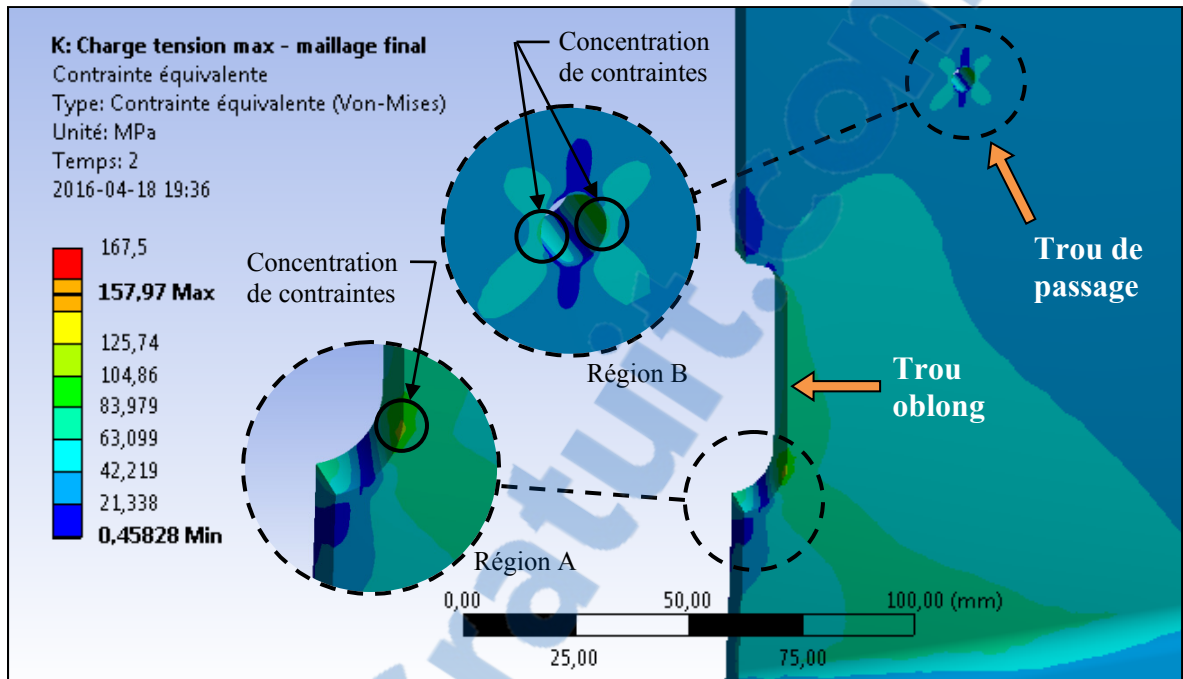 K: Charge tension max - maillage final
Contrainte équivalente
Type: Contrainte équivalente (Von-Mises)
Unité: MPa
Temps: 2
2016-04-18 19:36
167,5
157,97 Max
125,74
104,86
83,979
63,099
42,219
21,338
0,45828 Min
Concentration
de contraintes
Concentration
de contraintes
Région B
Région A
Trou de
passage
Trou
oblong
0,00
50,00
100,00 (mm)
25,00
75,00
ratuit.com